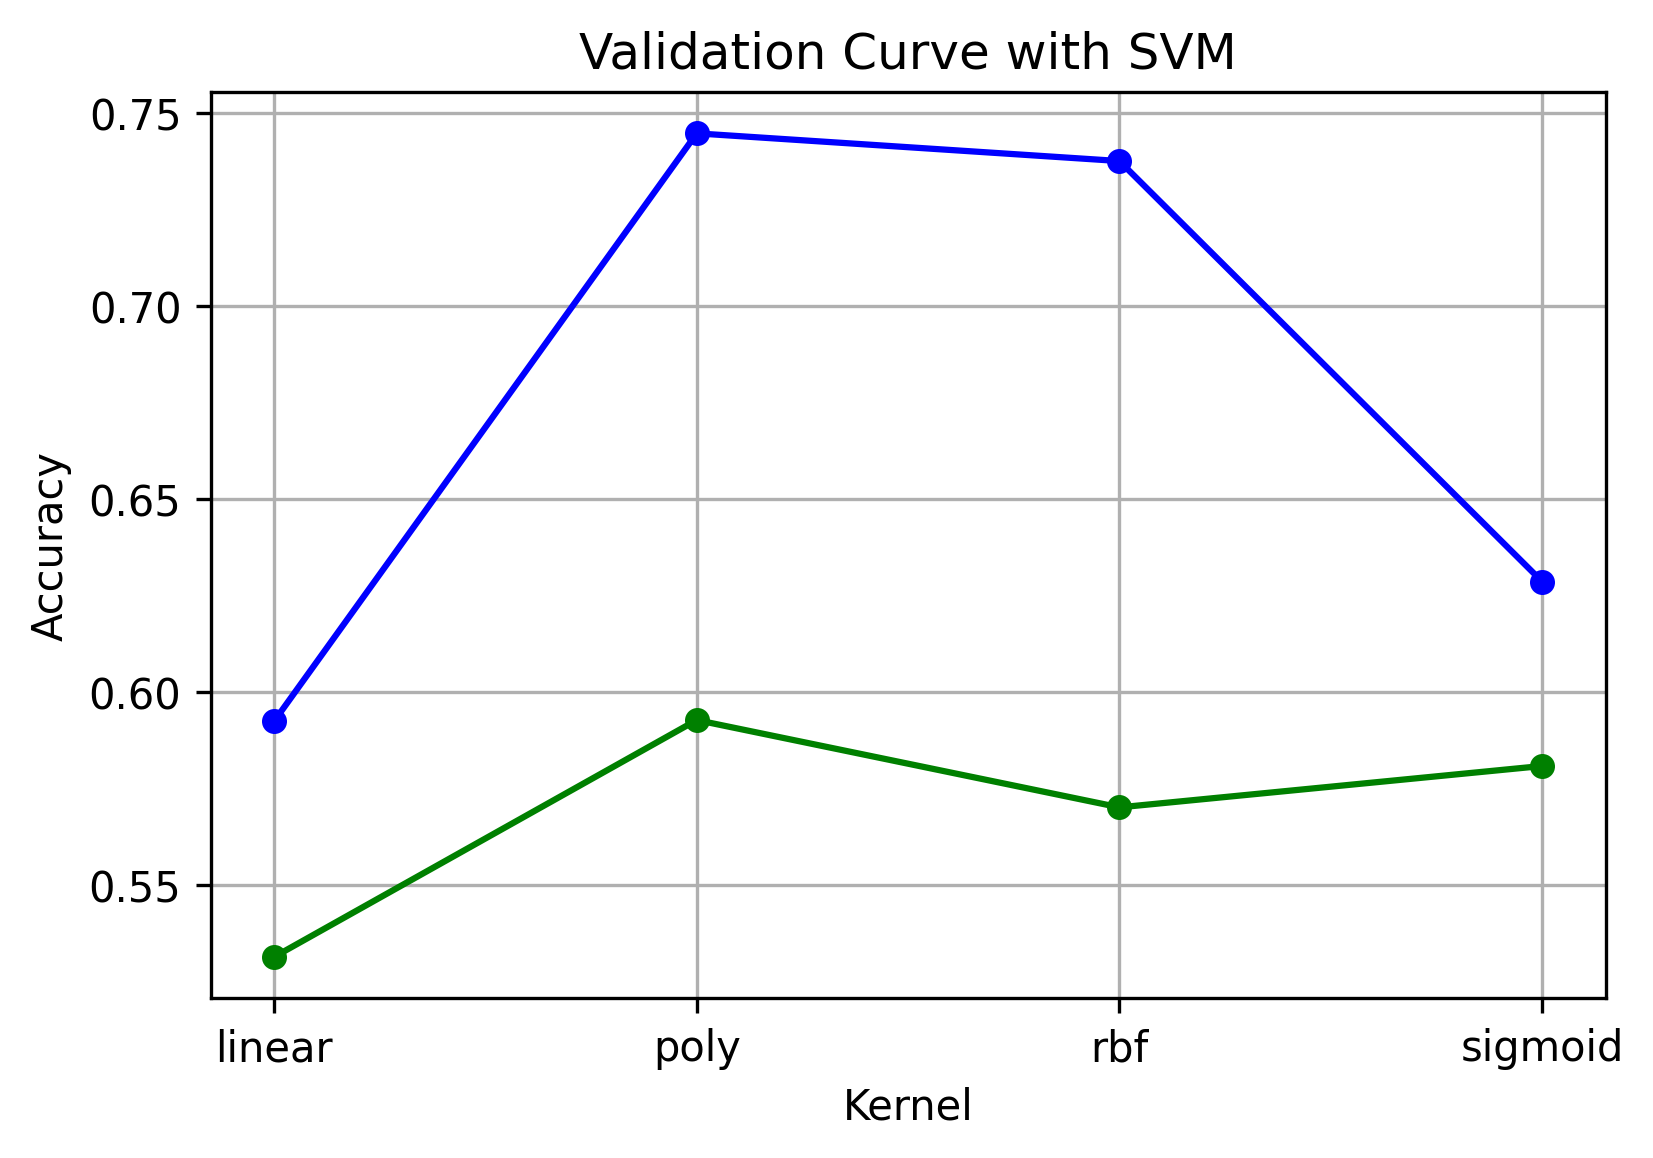 Validation Curve with SVM
0.75
0.70
0.65
0.60
0.55
Accuracy
linear poly rbf sigmoid
Kernel